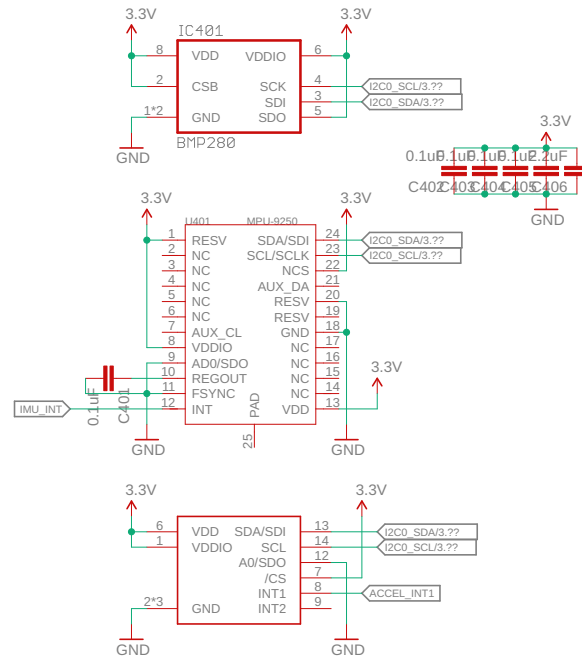 3.3V 3.3V
IC401
8 VDD VDDIO 6
2 CSB SCK 4 I2C0_SCL/3.??
SDI 3 I2C0_SDA/3.??
1*2 GND SDO 5
BMP280
GND
3.3V
0.1uF 0.1uF 0.1uF 0.1uF 2.2uF
C402 C403 C404 C405 C406
GND
3.3V 3.3V
U401 MPU-9250
1 RESV SDA/SDI 24 I2C0_SDA/3.??
2 NC SCL/SCLK 23 I2C0_SCL/3.??
3 NC NCS 22
4 NC AUX_DA 21
5 NC RESV 20
6 NC RESV 19
7 AUX_CL GND 18
8 VDDIO NC 17
9 AD0/SDO NC 16
10 REGOUT NC 15
11 FSYNC NC 14
IMU_INT 12 INT VDD 13
3.3V
0.1uF
C401
PAD
25
GND GND
3.3V 3.3V
6 VDD SDA/SDI 13 I2C0_SDA/3.??
1 VDDIO SCL 14 I2C0_SCL/3.??
A0/SDO 12
/CS 7
INT1 8 ACCEL_INT1
2*3 GND INT2 9
GND GND